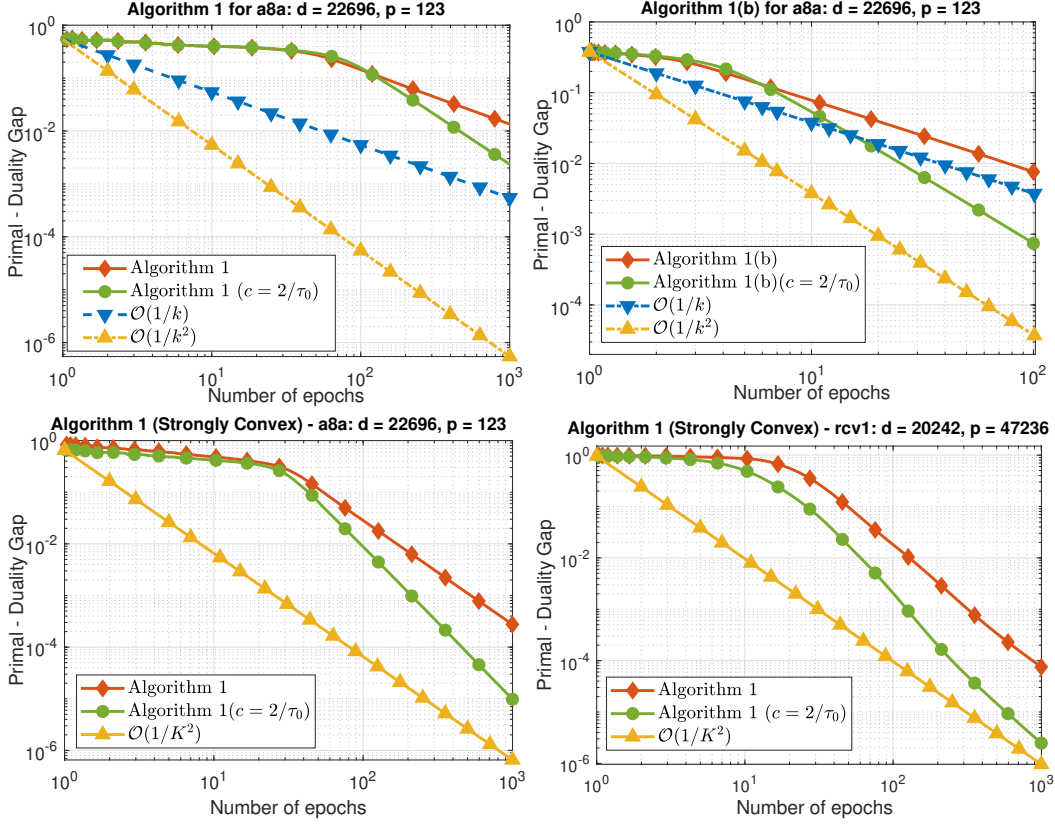 Algorithm 1 for a8a: d = 22696, p = 123
10^0
10^-2
10^-4
10^-6
Primal - Duality Gap
Algorithm 1
Algorithm 1 (c = 2/τ_0)
O(1/k)
O(1/k^2)
10^0
10^1
10^2
10^3
Number of epochs
Algorithm 1(b) for a8a: d = 22696, p = 123
10^0
10^-1
10^-2
10^-3
10^-4
Primal - Duality Gap
Algorithm 1(b)
Algorithm 1(b)(c = 2/τ_0)
O(1/k)
O(1/k^2)
10^0
10^1
10^2
Number of epochs
Algorithm 1 (Strongly Convex) - a8a: d = 22696, p = 123
10^0
10^-2
10^-4
10^-6
Primal - Duality Gap
Algorithm 1
Algorithm 1(c = 2/τ_0)
O(1/K^2)
10^0
10^1
10^2
10^3
Number of epochs
Algorithm 1 (Strongly Convex) - rcv1: d = 20242, p = 47236
10^0
10^-2
10^-4
10^-6
Primal - Duality Gap
Algorithm 1
Algorithm 1 (c = 2/τ_0)
O(1/K^2)
10^0
10^1
10^2
10^3
Number of epochs